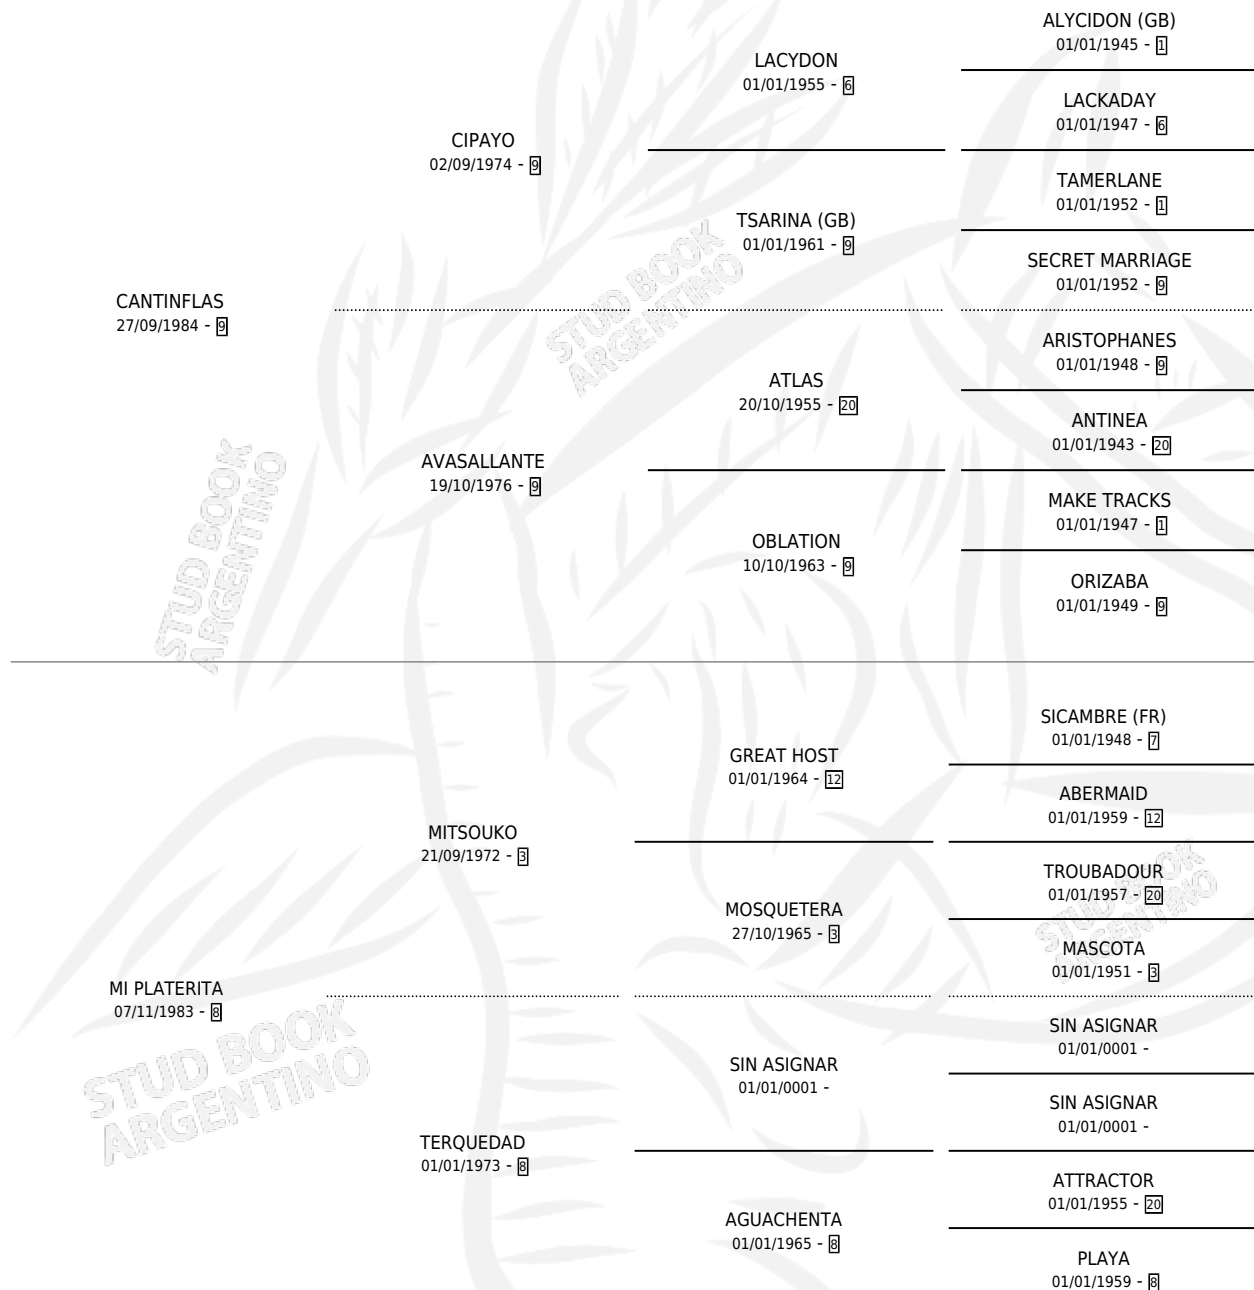 ALYCIDON (GB)
01/01/1945 - 1
LACYDON
01/01/1955 - 6
LACKADAY
01/01/1947 - 6
CIPAYO
02/09/1974 - 9
TAMERLANE
01/01/1952 - 1
TSARINA (GB)
01/01/1961 - 9
SECRET MARRIAGE
01/01/1952 - 9
CANTINFLAS
27/09/1984 - 9
STUD BOOK
ARGENTINO
ARISTOPHANES
01/01/1948 - 9
ATLAS
20/10/1955 - 20
ANTINEA
01/01/1943 - 20
AVASALLANTE
19/10/1976 - 9
MAKE TRACKS
01/01/1947 - 1
OBLATION
10/10/1963 - 9
ORIZABA
01/01/1949 - 9
STUD BOOK
ARGENTINO
SICAMBRE (FR)
01/01/1948 - 7
GREAT HOST
01/01/1964 - 12
ABERMAID
01/01/1959 - 12
MITSOUKO
21/09/1972 - 3
TROUBADOUR
01/01/1957 - 20
MOSQUETERA
27/10/1965 - 3
STUD BOOK
ARGENTINO
MASCOTA
01/01/1951 - 3
MI PLATERITA
07/11/1983 - 8
SIN ASIGNAR
01/01/0001 -
SIN ASIGNAR
01/01/0001 -
STUD BOOK
ARGENTINO
SIN ASIGNAR
01/01/0001 -
TERQUEDAD
01/01/1973 - 8
ATTRACTOR
01/01/1955 - 20
AGUACHENTA
01/01/1965 - 8
PLAYA
01/01/1959 - 8